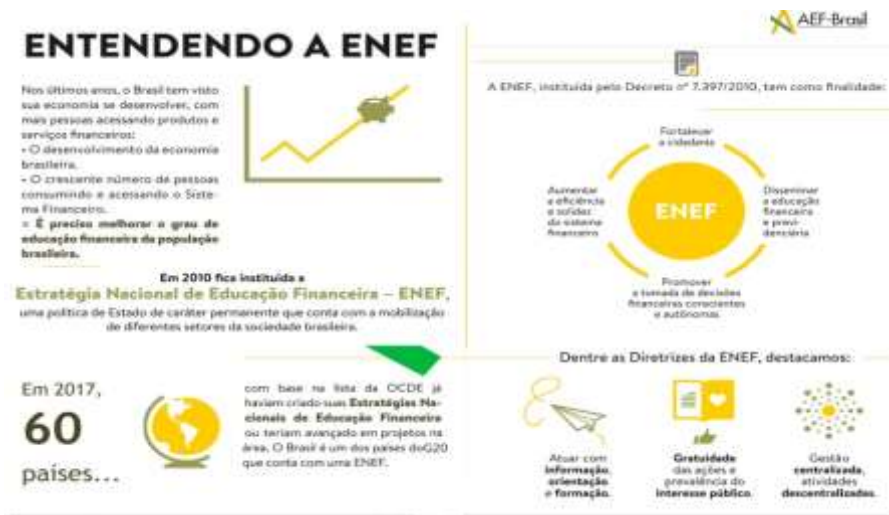 ENTENDENDO A ENEF
Nos últimos anos, o Brasil tem visto
sua economia se desenvolver, com
mais pessoas acessando produtos e
serviços financeiros:
• O desenvolvimento da economia
brasileira.
• O crescente número de pessoas
consumindo e acessando o Siste-
ma Financeiro.
= É preciso melhorar o grau de
educação financeira da população
brasileira.
Em 2010 fica instituída a
Estratégia Nacional de Educação Financeira – ENEF,
uma política de Estado de caráter permanente que conta com a mobilização
de diferentes setores da sociedade brasileira.
Em 2017,
60
países...
com base na lista da OCDE já
haviam criado suas Estratégias Na-
cionais de Educação Financeira
ou teriam avançado em projetos na
área. O Brasil é um dos países doG20
que conta com uma ENEF.
AEF-Brasil
A ENEF, instituída pelo Decreto nº 7.397/2010, tem como finalidade:
Fortalecer
a cidadania
Aumentar
a eficiência
e solidez
do sistema
financeiro
ENEF
Disseminar
a educação
financeira
e previ-
denciária
Promover
a tomada de decisões
financeiras conscientes
e autônomas
Dentre as Diretrizes da ENEF, destacamos:
Atuar com
informação,
orientação
e formação.
Gratuidade
das ações e
prevalência do
interesse público.
Gestão
centralizada,
atividades
descentralizadas.